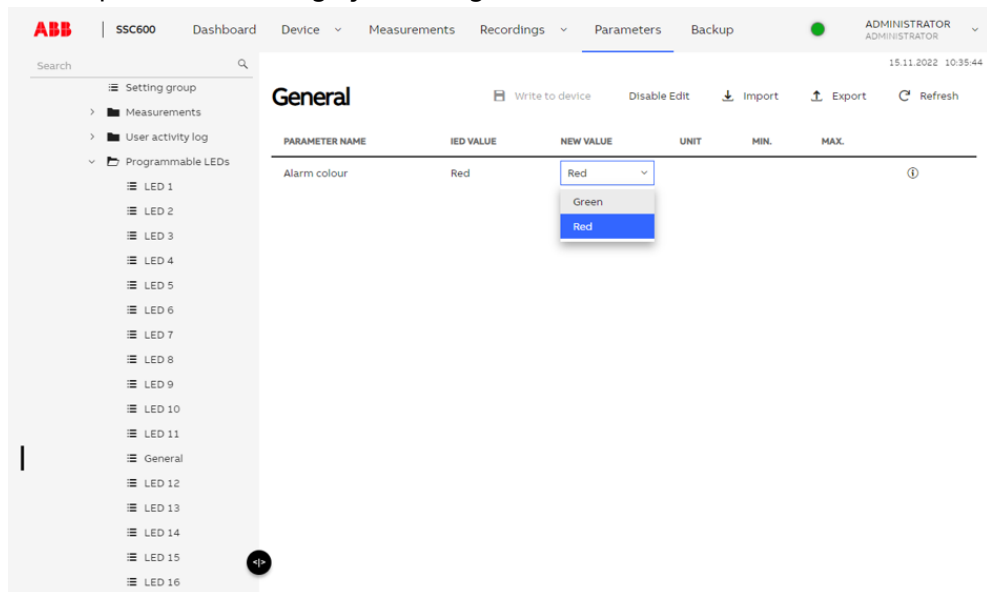 ABB SSC600 Dashboard Device Measurements Recordings Parameters Backup ADMINISTRATOR
ADMINISTRATOR
Search
15.11.2022 10:35:44
Setting group
Measurements
User activity log
Programmable LEDs
LED 1
LED 2
LED 3
LED 4
LED 5
LED 6
LED 7
LED 8
LED 9
LED 10
LED 11
General
LED 12
LED 13
LED 14
LED 15
LED 16
General
Write to device Disable Edit Import Export Refresh
PARAMETER NAME IED VALUE NEW VALUE UNIT MIN. MAX.
Alarm colour Red Red
Green
Red